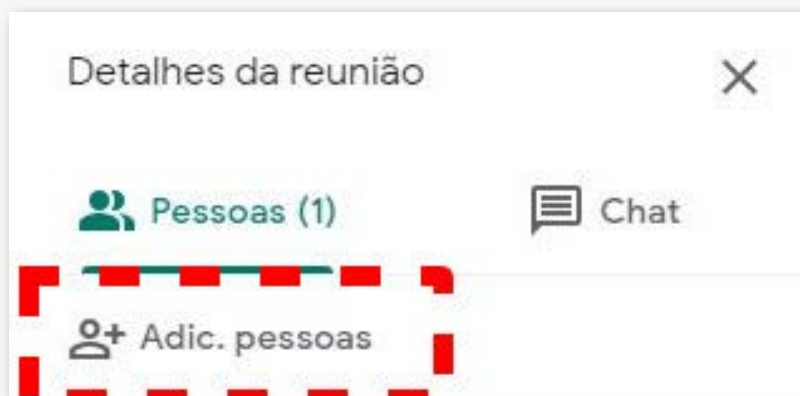 Detalhes da reunião
Pessoas (1)
Chat
Adic. pessoas